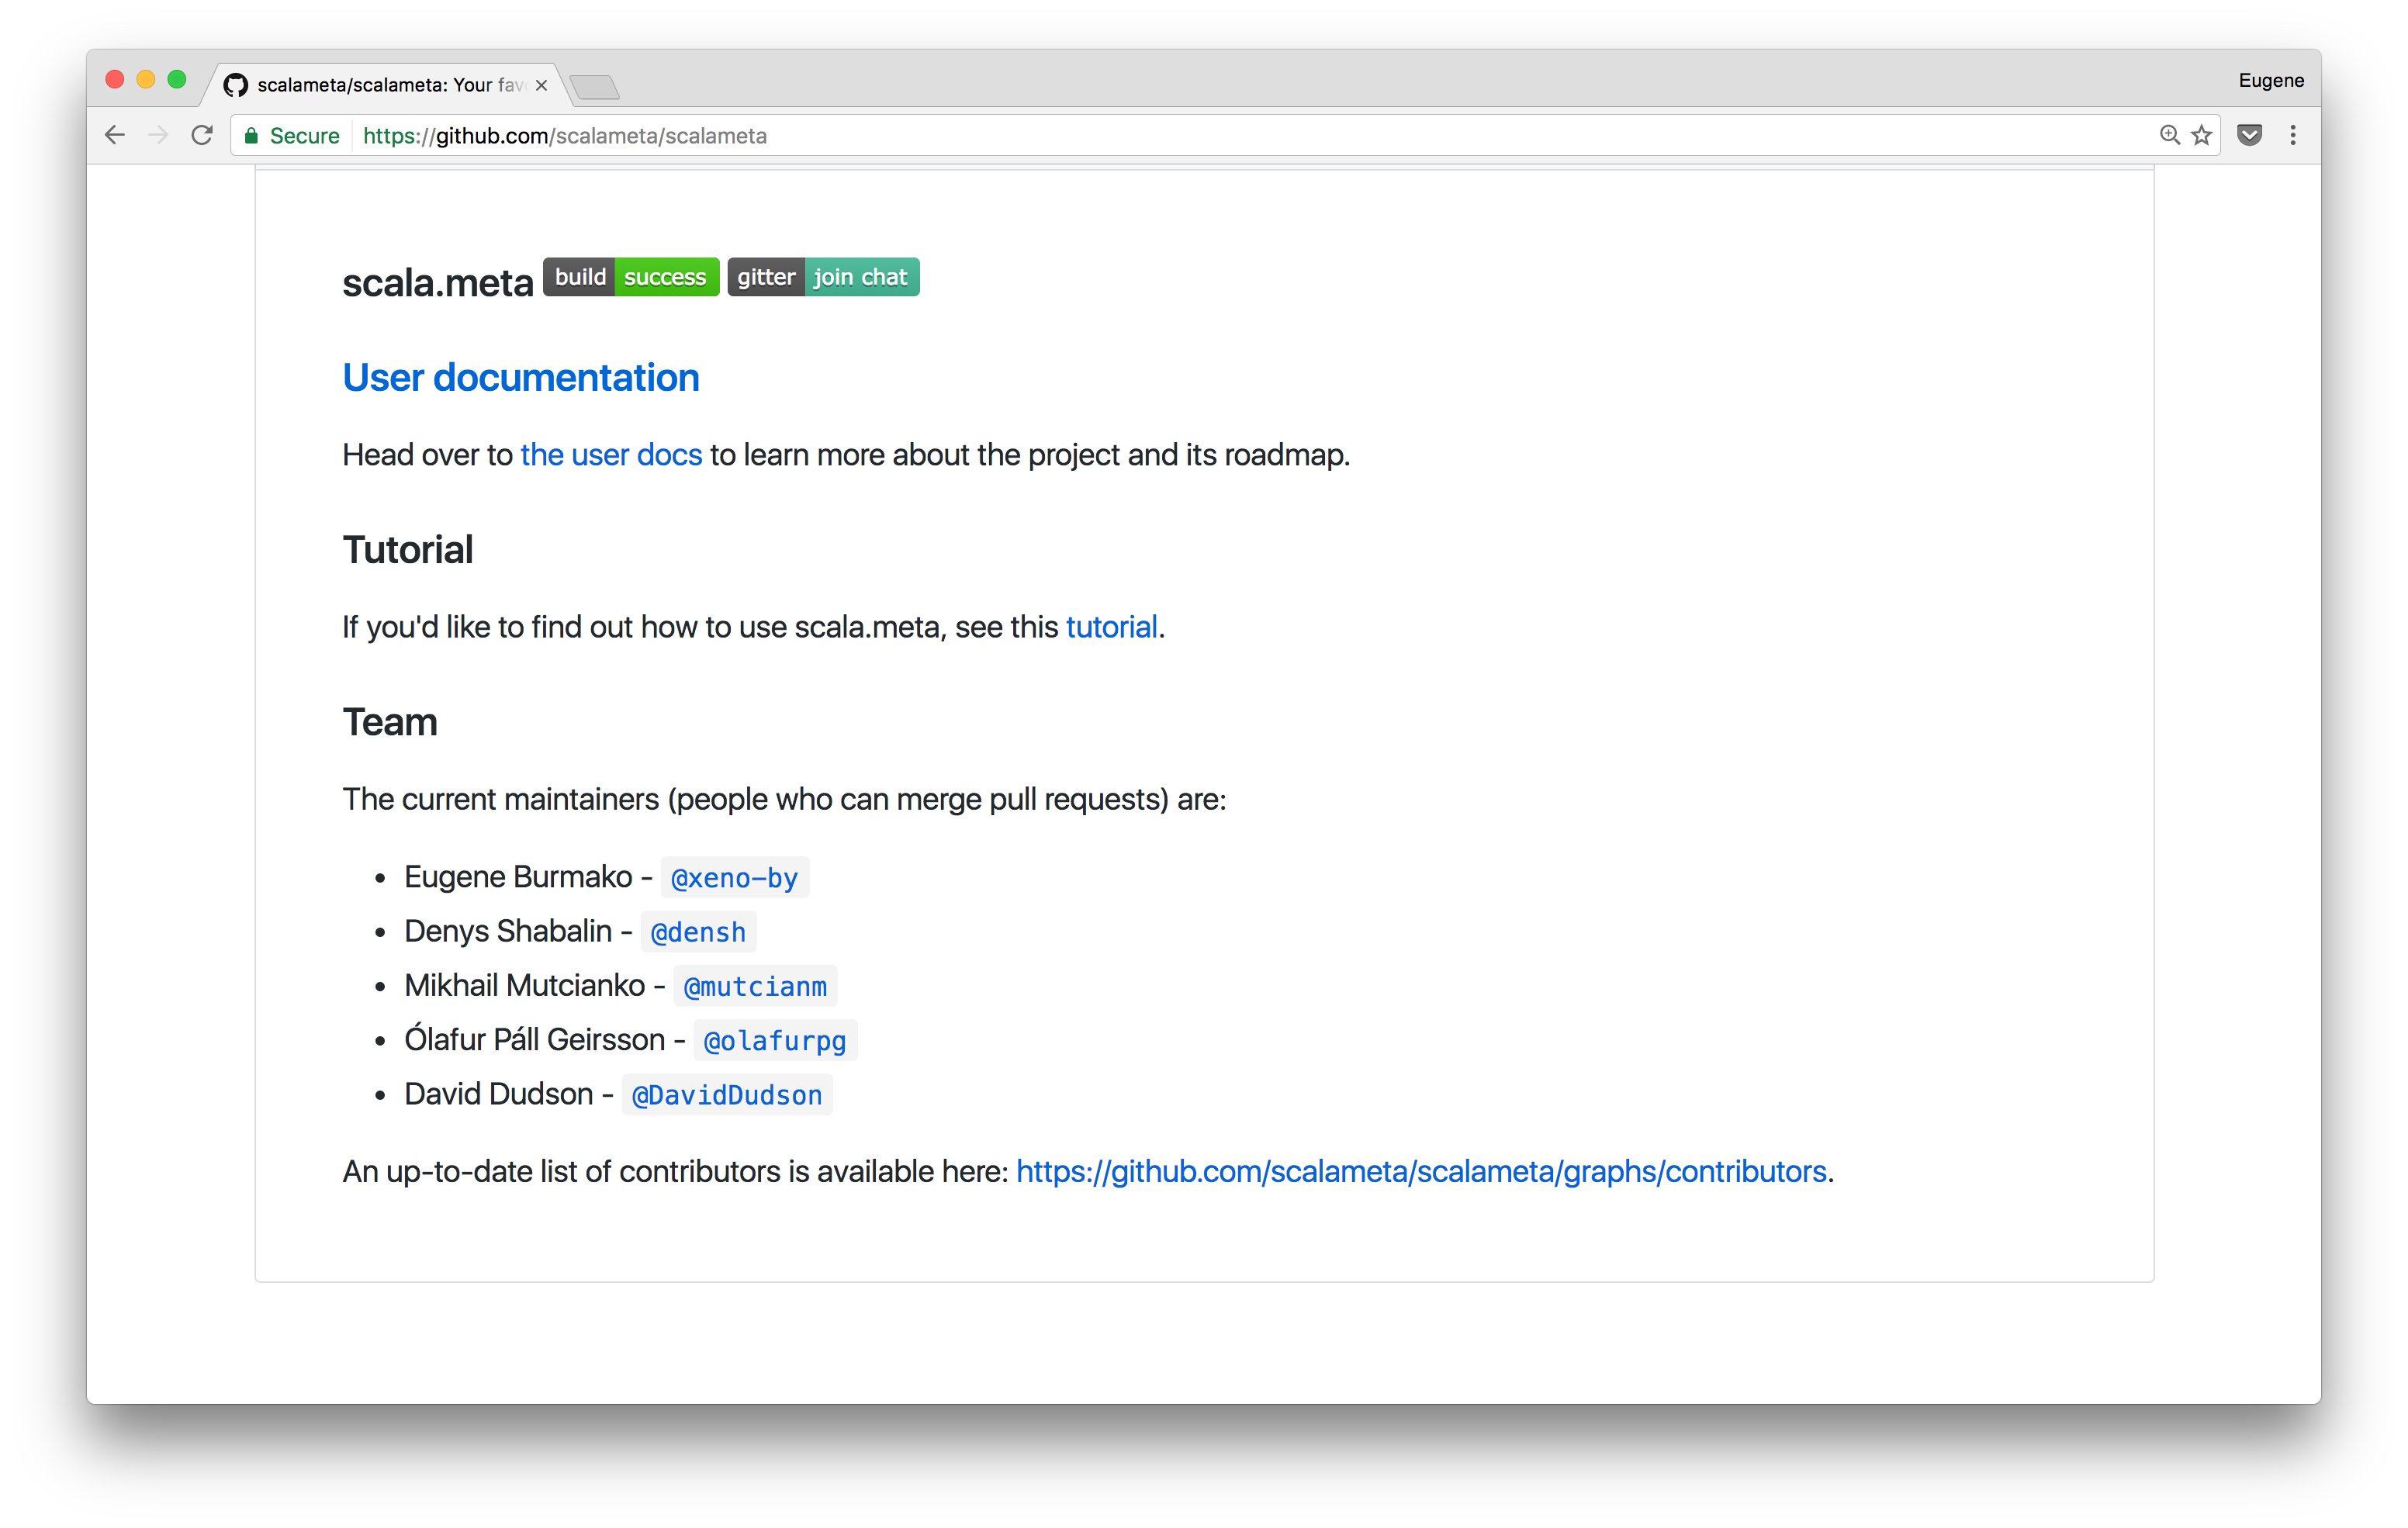 scalameta/scalameta: Your fav
Eugene
Secure https://github.com/scalameta/scalameta
scala.meta build success gitter join chat
User documentation
Head over to the user docs to learn more about the project and its roadmap.
Tutorial
If you'd like to find out how to use scala.meta, see this tutorial.
Team
The current maintainers (people who can merge pull requests) are:
• Eugene Burmako - @xeno-by
• Denys Shabalin - @densh
• Mikhail Mutcianko - @mutcianm
• Ólafur Páll Geirsson - @olafurpg
• David Dudson - @DavidDudson
An up-to-date list of contributors is available here: https://github.com/scalameta/scalameta/graphs/contributors.